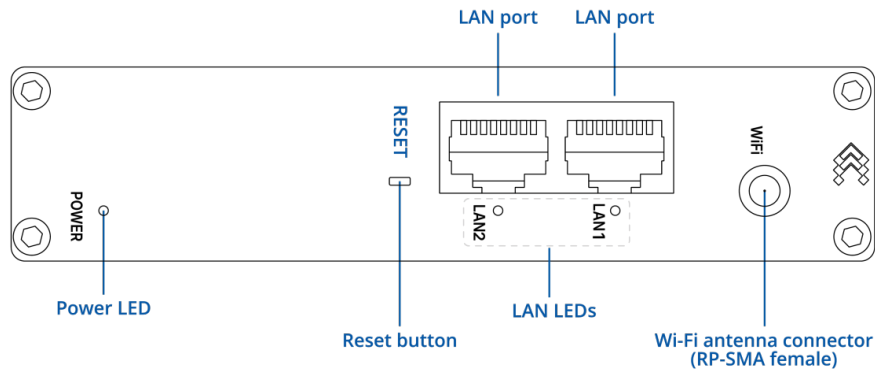 LAN port
LAN port
RESET
WiFi
POWER
LAN2
LAN1
Power LED
LAN LEDs
Reset button
Wi-Fi antenna connector
(RP-SMA female)